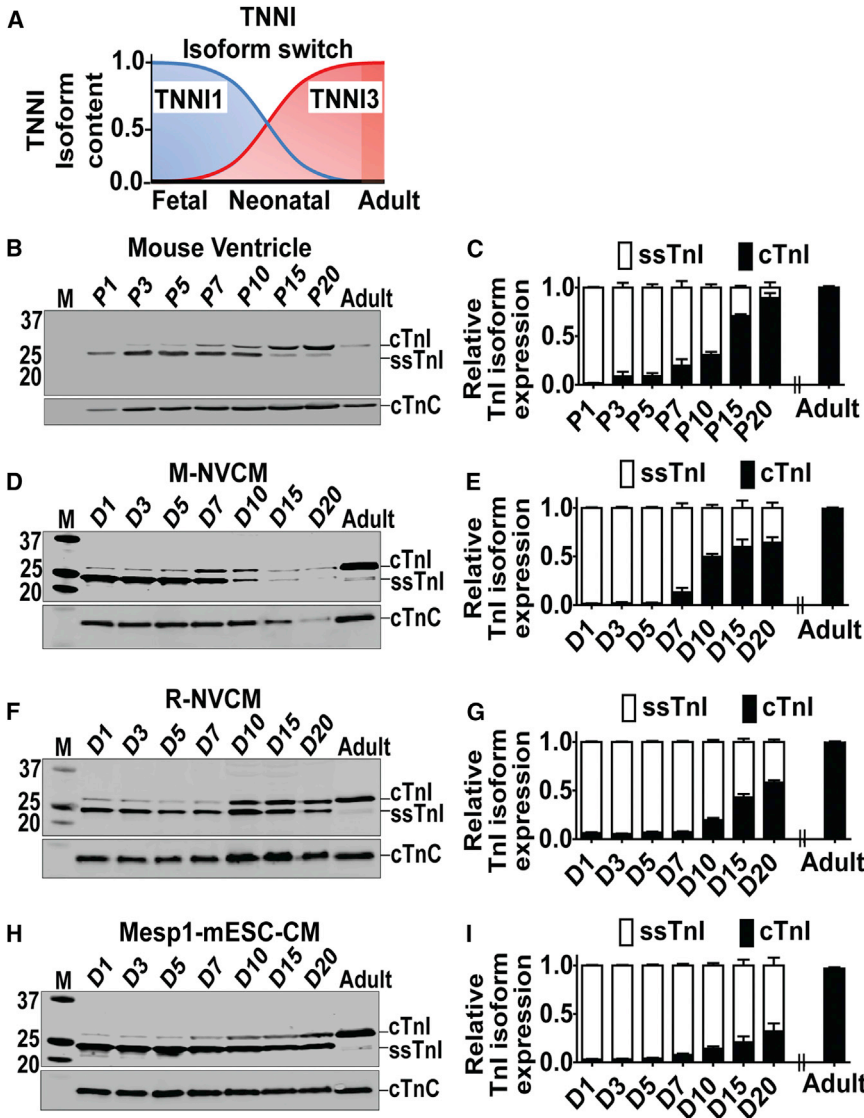 A
TNNI
Isoform switch
TNNI
Isoform
content
1.0
0.5
0.0
TNNI1
TNNI3
Fetal Neonatal Adult
B
Mouse Ventricle
M P1 P3 P5 P7 P10 P15 P20 Adult
37
25
20
cTnI
ssTnI
cTnC
C
ssTnI cTnI
Relative
TnI isoform
expression
1.0
0.5
0.0
P1 P3 P5 P7 P10 P15 P20 Adult
D
M-NVCM
M D1 D3 D5 D7 D10 D15 D20 Adult
37
25
20
cTnI
ssTnI
cTnC
E
ssTnI cTnI
Relative
TnI isoform
expression
1.0
0.5
0.0
D1 D3 D5 D7 D10 D15 D20 Adult
F
R-NVCM
M D1 D3 D5 D7 D10 D15 D20 Adult
37
25
20
cTnI
ssTnI
cTnC
G
ssTnI cTnI
Relative
TnI isoform
expression
1.0
0.5
0.0
D1 D3 D5 D7 D10 D15 D20 Adult
H
Mesp1-mESC-CM
M D1 D3 D5 D7 D10 D15 D20 Adult
37
25
20
cTnI
ssTnI
cTnC
I
ssTnI cTnI
Relative
TnI isoform
expression
1.0
0.5
0.0
D1 D3 D5 D7 D10 D15 D20 Adult